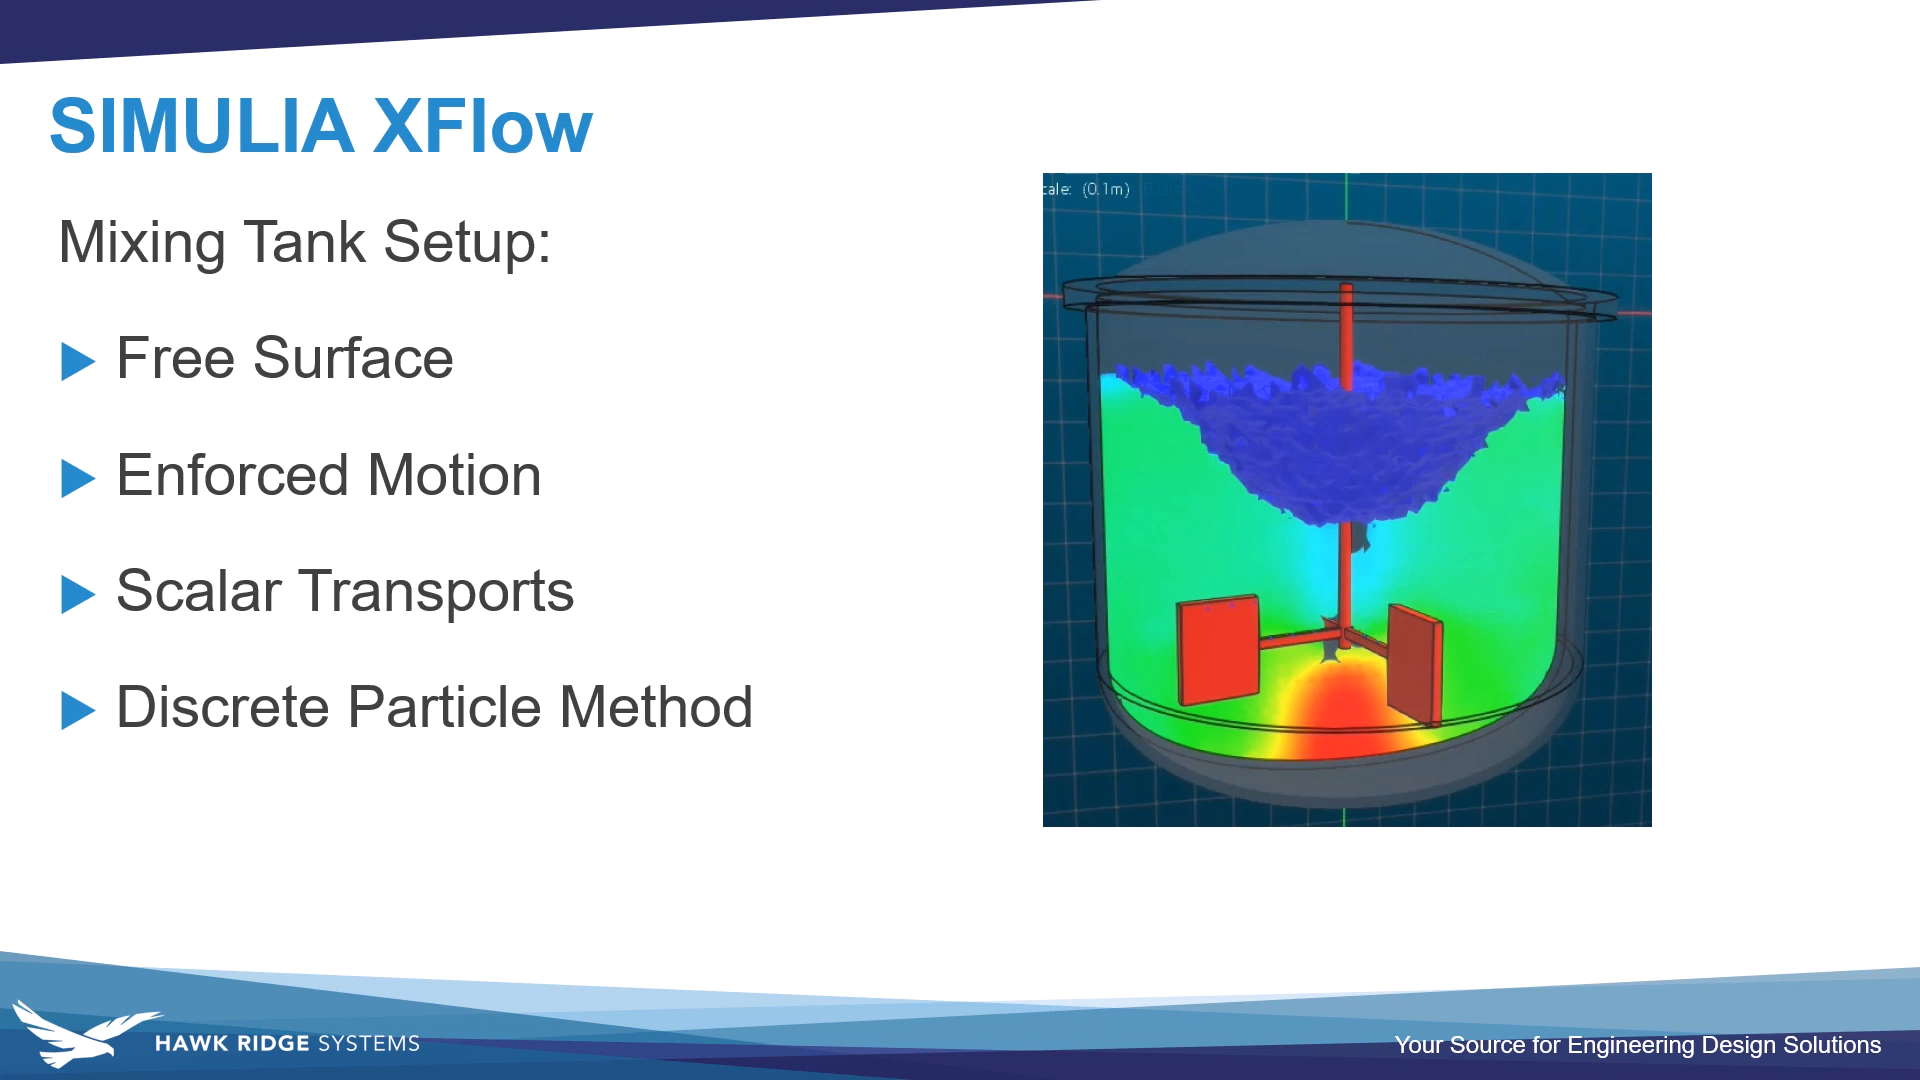 SIMULIA XFlow
Mixing Tank Setup:
Free Surface
Enforced Motion
Scalar Transports
Discrete Particle Method
cale: (0.1m)
HAWK RIDGE SYSTEMS
Your Source for Engineering Design Solutions